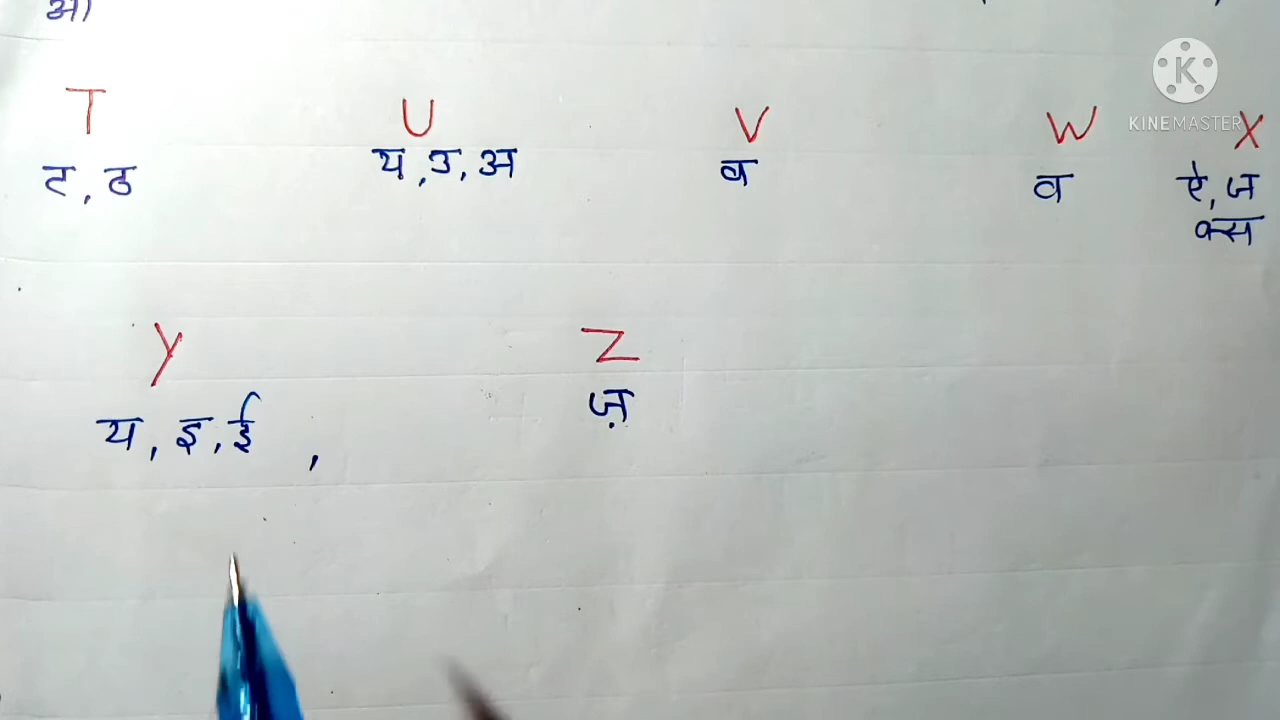 ओ
T U V W X
ट, ठ य, उ, अ व व ऐ, ज
क्स
Y Z
य, इ, ई, ज़
K
KINEMASTER